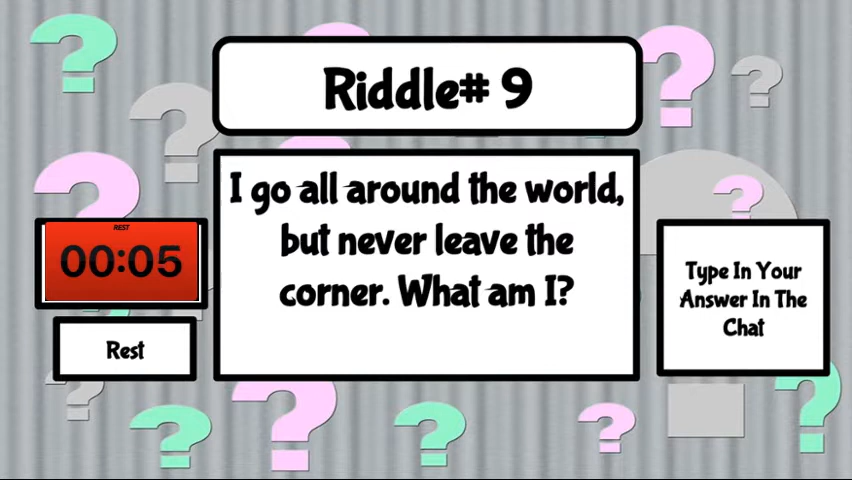 Riddle# 9
I go all around the world,
but never leave the
corner. What am I?
REST
00:05
Rest
Type In Your
Answer In The
Chat